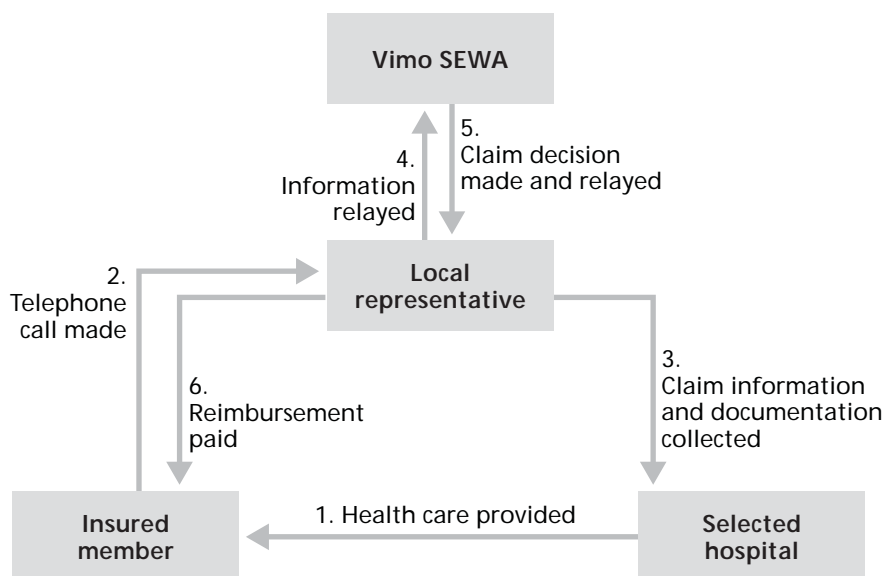 Vimo SEWA
5.
Claim decision
made and relayed
4.
Information
relayed
Local
representative
2.
Telephone
call made
3.
Claim information
and documentation
collected
6.
Reimbursement
paid
1. Health care provided
Insured
member
Selected
hospital